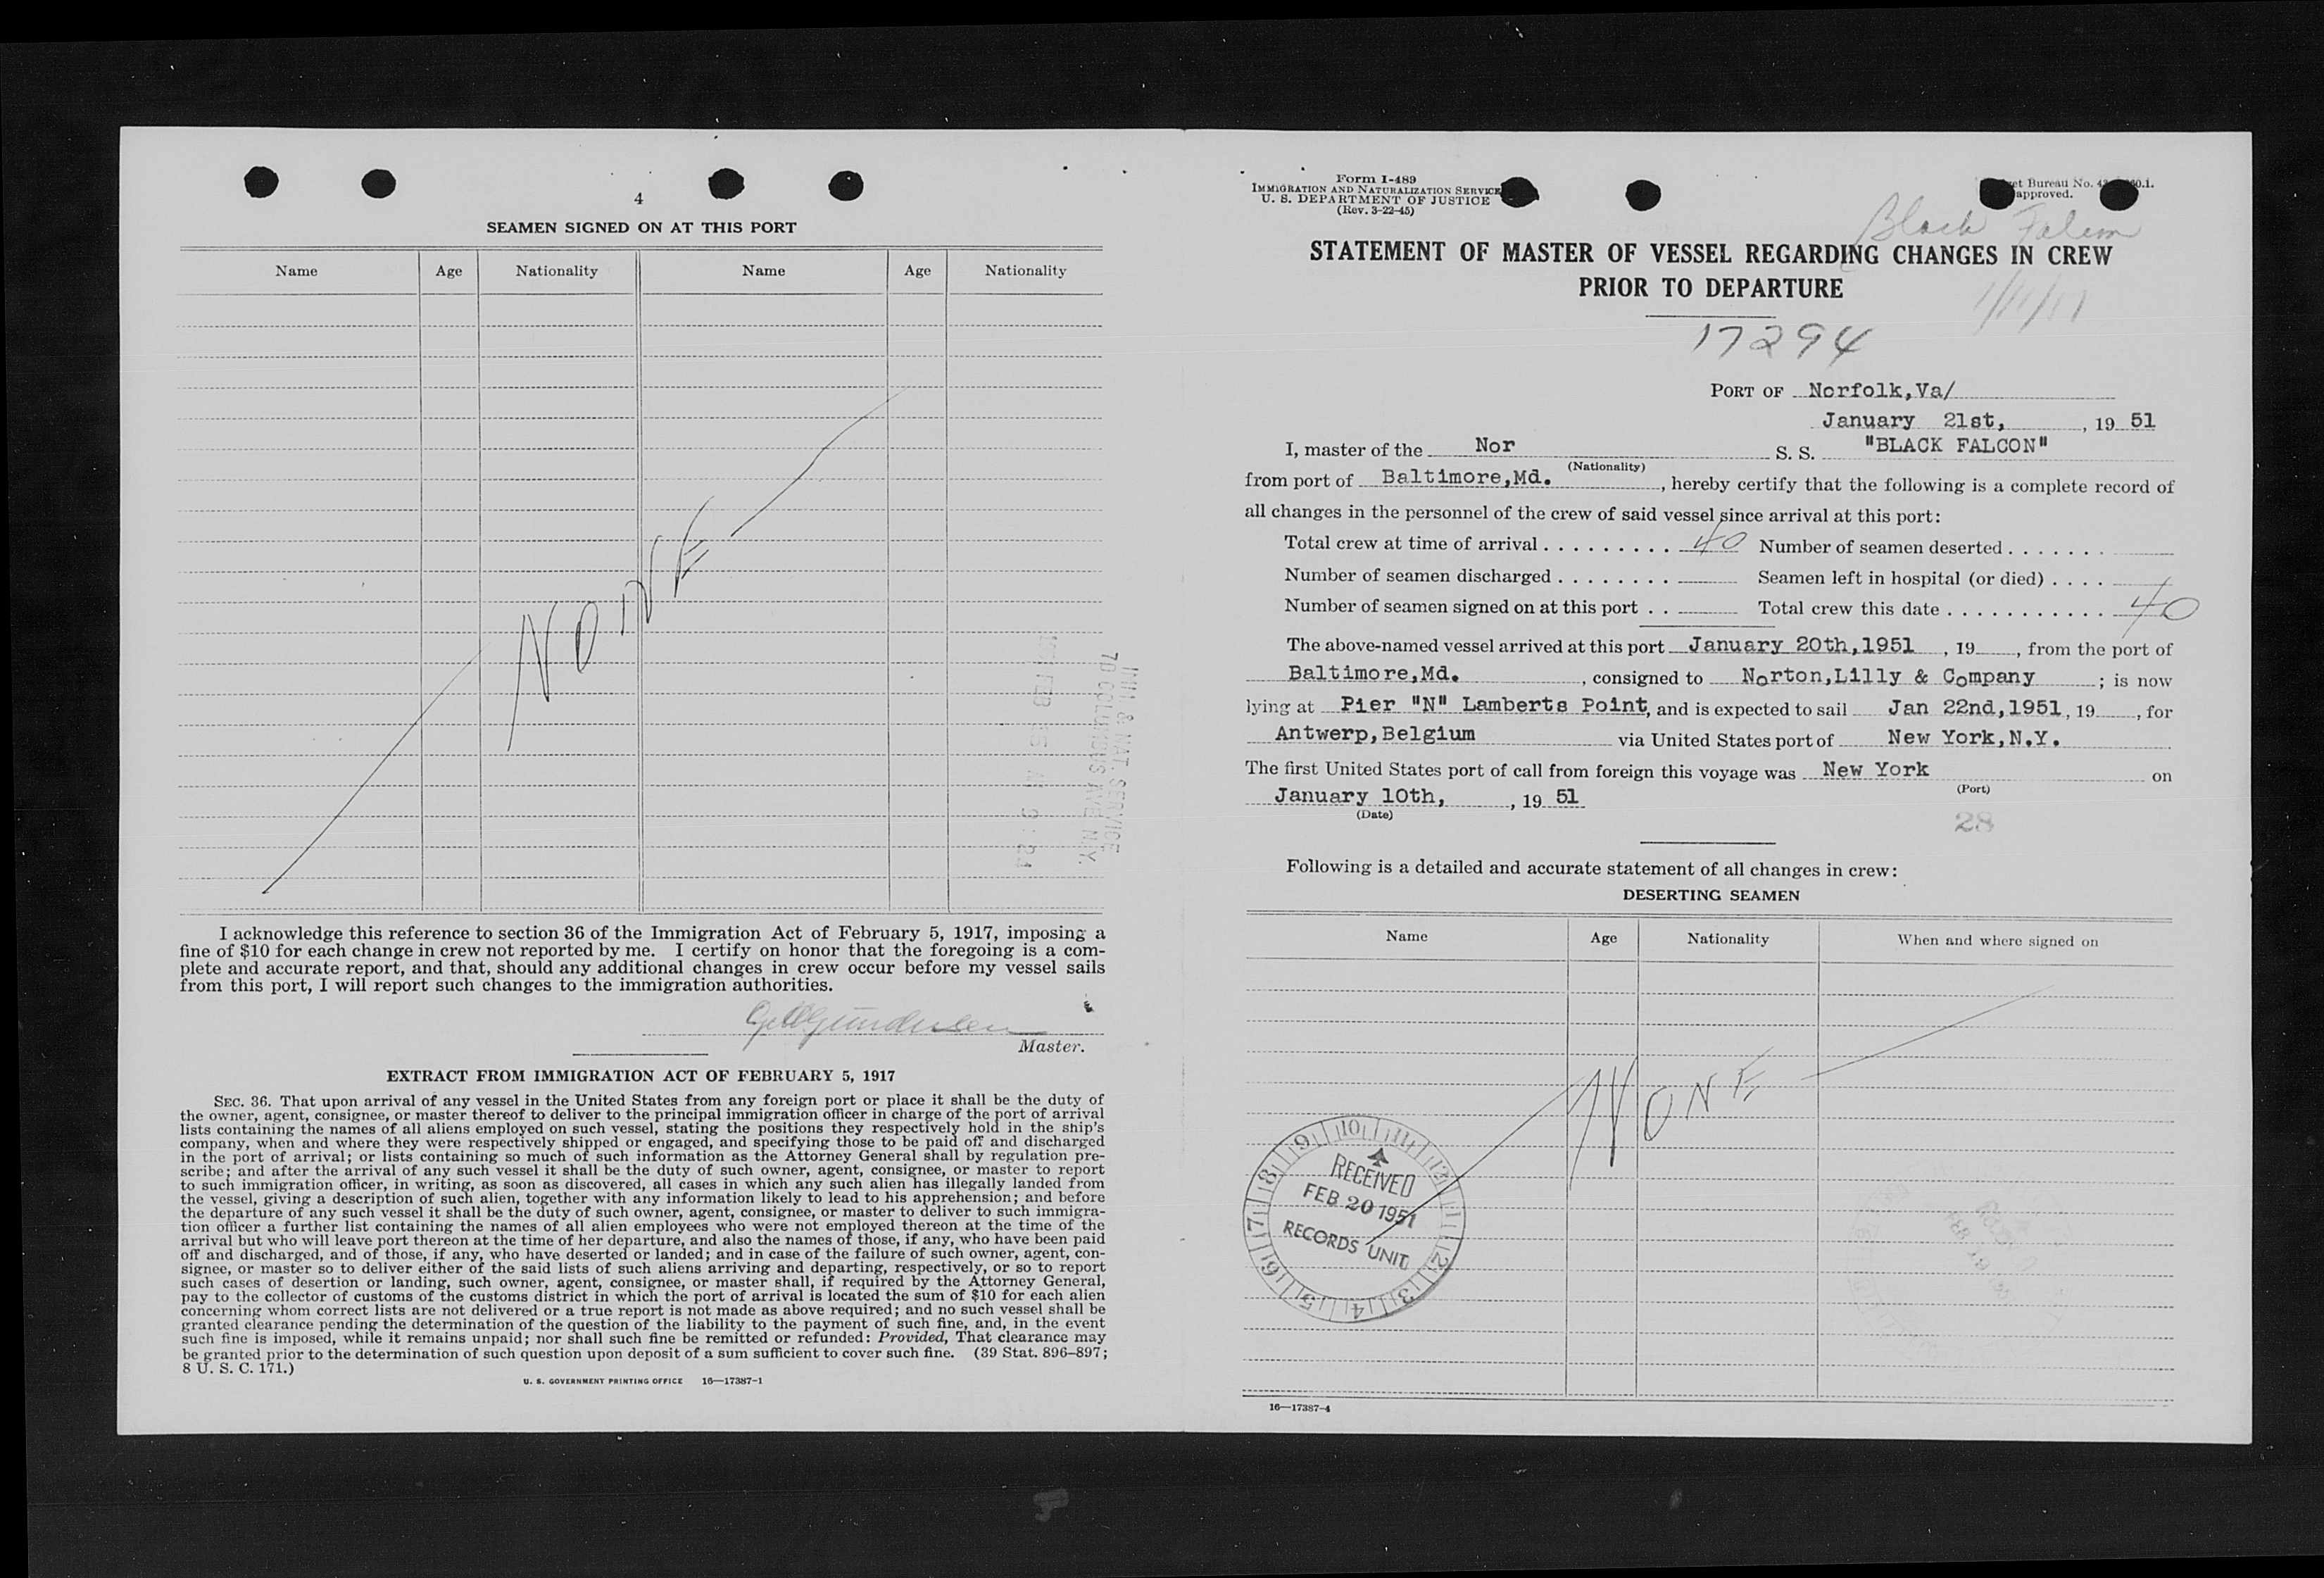 4
SEAMEN SIGNED ON AT THIS PORT
Name Age Nationality Name Age Nationality
NONE
IMM. & NAT. SERVICE
70 COLUMBUS AVE N.Y.
I acknowledge this reference to section 36 of the Immigration Act of February 5, 1917, imposing a
fine of $10 for each change in crew not reported by me. I certify on honor that the foregoing is a com-
plete and accurate report, and that, should any additional changes in crew occur before my vessel sails
from this port, I will report such changes to the immigration authorities.
Master.
EXTRACT FROM IMMIGRATION ACT OF FEBRUARY 5, 1917
SEC. 36. That upon arrival of any vessel in the United States from any foreign port or place it shall be the duty of
the owner, agent, consignee, or master thereof to deliver to the principal immigration officer in charge of the port of arrival
lists containing the names of all aliens employed on such vessel, stating the positions they respectively hold in the ship's
company, when and where they were respectively shipped or engaged, and specifying those to be paid off and discharged
in the port of arrival; or lists containing so much of such information as the Attorney General shall by regulation pre-
scribe; and after the arrival of any such vessel it shall be the duty of such owner, agent, consignee, or master to report
to such immigration officer, in writing, as soon as discovered, all cases in which any such alien has illegally landed from
the vessel, giving a description of such alien, together with any information likely to lead to his apprehension; and before
the departure of any such vessel it shall be the duty of such owner, agent, consignee, or master to deliver to such immigra-
tion officer a further list containing the names of all alien employees who were not employed thereon at the time of the
arrival but who will leave port thereon at the time of her departure, and also the names of those, if any, who have been paid
off and discharged, and of those, if any, who have deserted or landed; and in case of the failure of such owner, agent, con-
signee, or master so to deliver either of the said lists of such aliens arriving and departing, respectively, or so to report
such cases of desertion or landing, such owner, agent, consignee, or master shall, if required by the Attorney General,
pay to the collector of customs of the customs district in which the port of arrival is located the sum of $10 for each alien
concerning whom correct lists are not delivered or a true report is not made as above required; and no such vessel shall be
granted clearance pending the determination of the question of the liability to the payment of such fine, and, in the event
such fine is imposed, while it remains unpaid; nor shall such fine be remitted or refunded: Provided, That clearance may
be granted prior to the determination of such question upon deposit of a sum sufficient to cover such fine. (39 Stat. 896–897;
8 U. S. C. 171.)
U. S. GOVERNMENT PRINTING OFFICE 16—17387-1
Form I-489
IMMIGRATION AND NATURALIZATION SERVICE
U. S. DEPARTMENT OF JUSTICE
(Rev. 3-22-45)
Bureau No.
approved.
Black Falcon
STATEMENT OF MASTER OF VESSEL REGARDING CHANGES IN CREW
PRIOR TO DEPARTURE
17294
PORT OF Norfolk,Va/
January 21st, , 19 51
I, master of the Nor S. S. "BLACK FALCON"
(Nationality)
from port of Baltimore,Md. , hereby certify that the following is a complete record of
all changes in the personnel of the crew of said vessel since arrival at this port:
Total crew at time of arrival . . . . . . . . . 40 Number of seamen deserted . . . . . . .
Number of seamen discharged . . . . . . . . Seamen left in hospital (or died) . . . .
Number of seamen signed on at this port . . Total crew this date . . . . . . . . . . . 40
The above-named vessel arrived at this port January 20th,1951 , 19 , from the port of
Baltimore,Md. , consigned to Norton,Lilly & Company ; is now
lying at Pier "N" Lamberts Point, and is expected to sail Jan 22nd,1951, 19 , for
Antwerp,Belgium via United States port of New York,N.Y.
The first United States port of call from foreign this voyage was New York on
(Port)
January 10th, , 19 51
(Date)
28
Following is a detailed and accurate statement of all changes in crew:
DESERTING SEAMEN
Name Age Nationality When and where signed on
NONE
9 10 11 12 1 2 3 4 5 6 7 8
RECEIVED
FEB 20 1951
RECORDS UNIT
16—17387-4